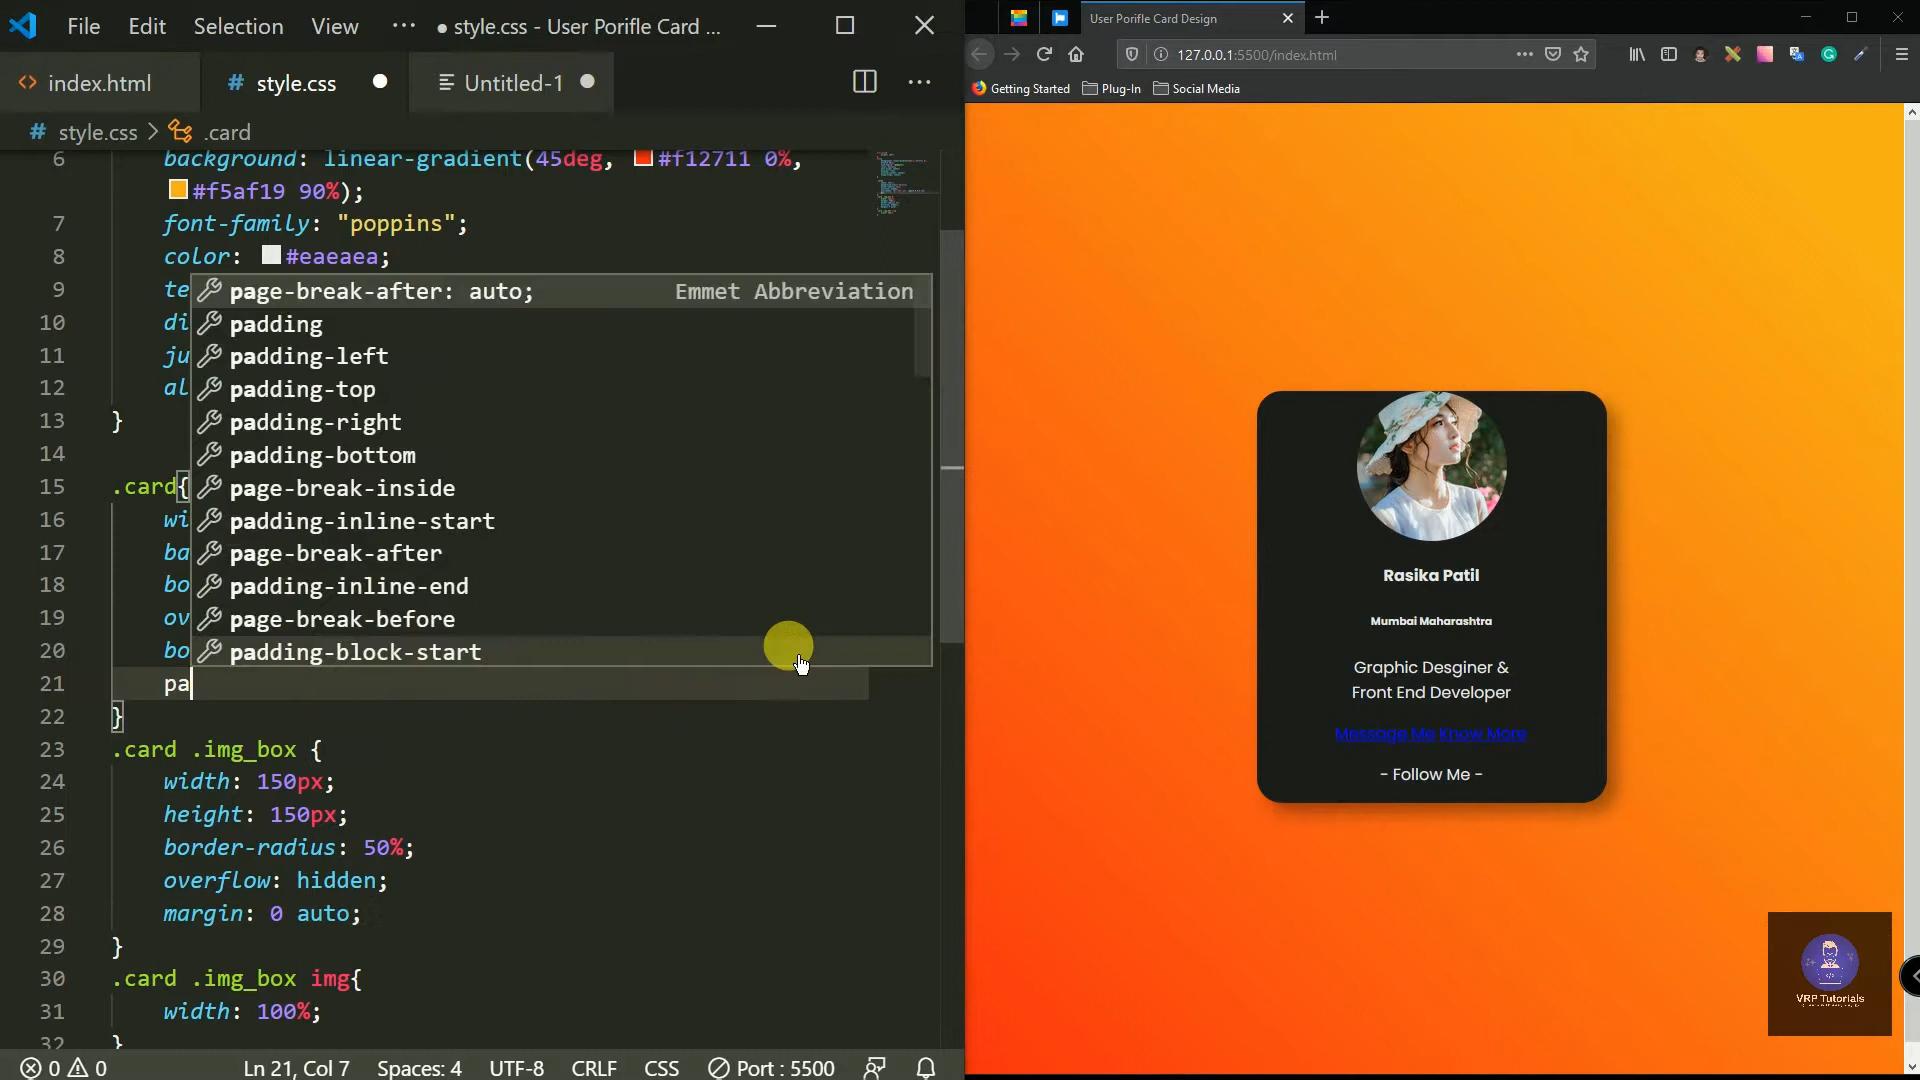 File Edit Selection View ··· ● style.css - User Porifle Card ...
index.html # style.css Untitled-1
# style.css > .card
6 background: linear-gradient(45deg, #f12711 0%,
#f5af19 90%);
7 font-family: "poppins";
8 color: #eaeaea;
9 te
10 di
11 ju
12 al
13 }
14
15 .card{
16 wi
17 ba
18 bo
19 ov
20 bo
21 pa
22 }
page-break-after: auto; Emmet Abbreviation
padding
padding-left
padding-top
padding-right
padding-bottom
page-break-inside
padding-inline-start
page-break-after
padding-inline-end
page-break-before
padding-block-start
23 .card .img_box {
24 width: 150px;
25 height: 150px;
26 border-radius: 50%;
27 overflow: hidden;
28 margin: 0 auto;
29 }
30 .card .img_box img{
31 width: 100%;
32 }
0 0 Ln 21, Col 7 Spaces: 4 UTF-8 CRLF CSS Port : 5500
User Porifle Card Design
127.0.0.1:5500/index.html
Getting Started Plug-In Social Media
Rasika Patil
Mumbai Maharashtra
Graphic Desginer &
Front End Developer
Message Me Know More
- Follow Me -
VRP Tutorials